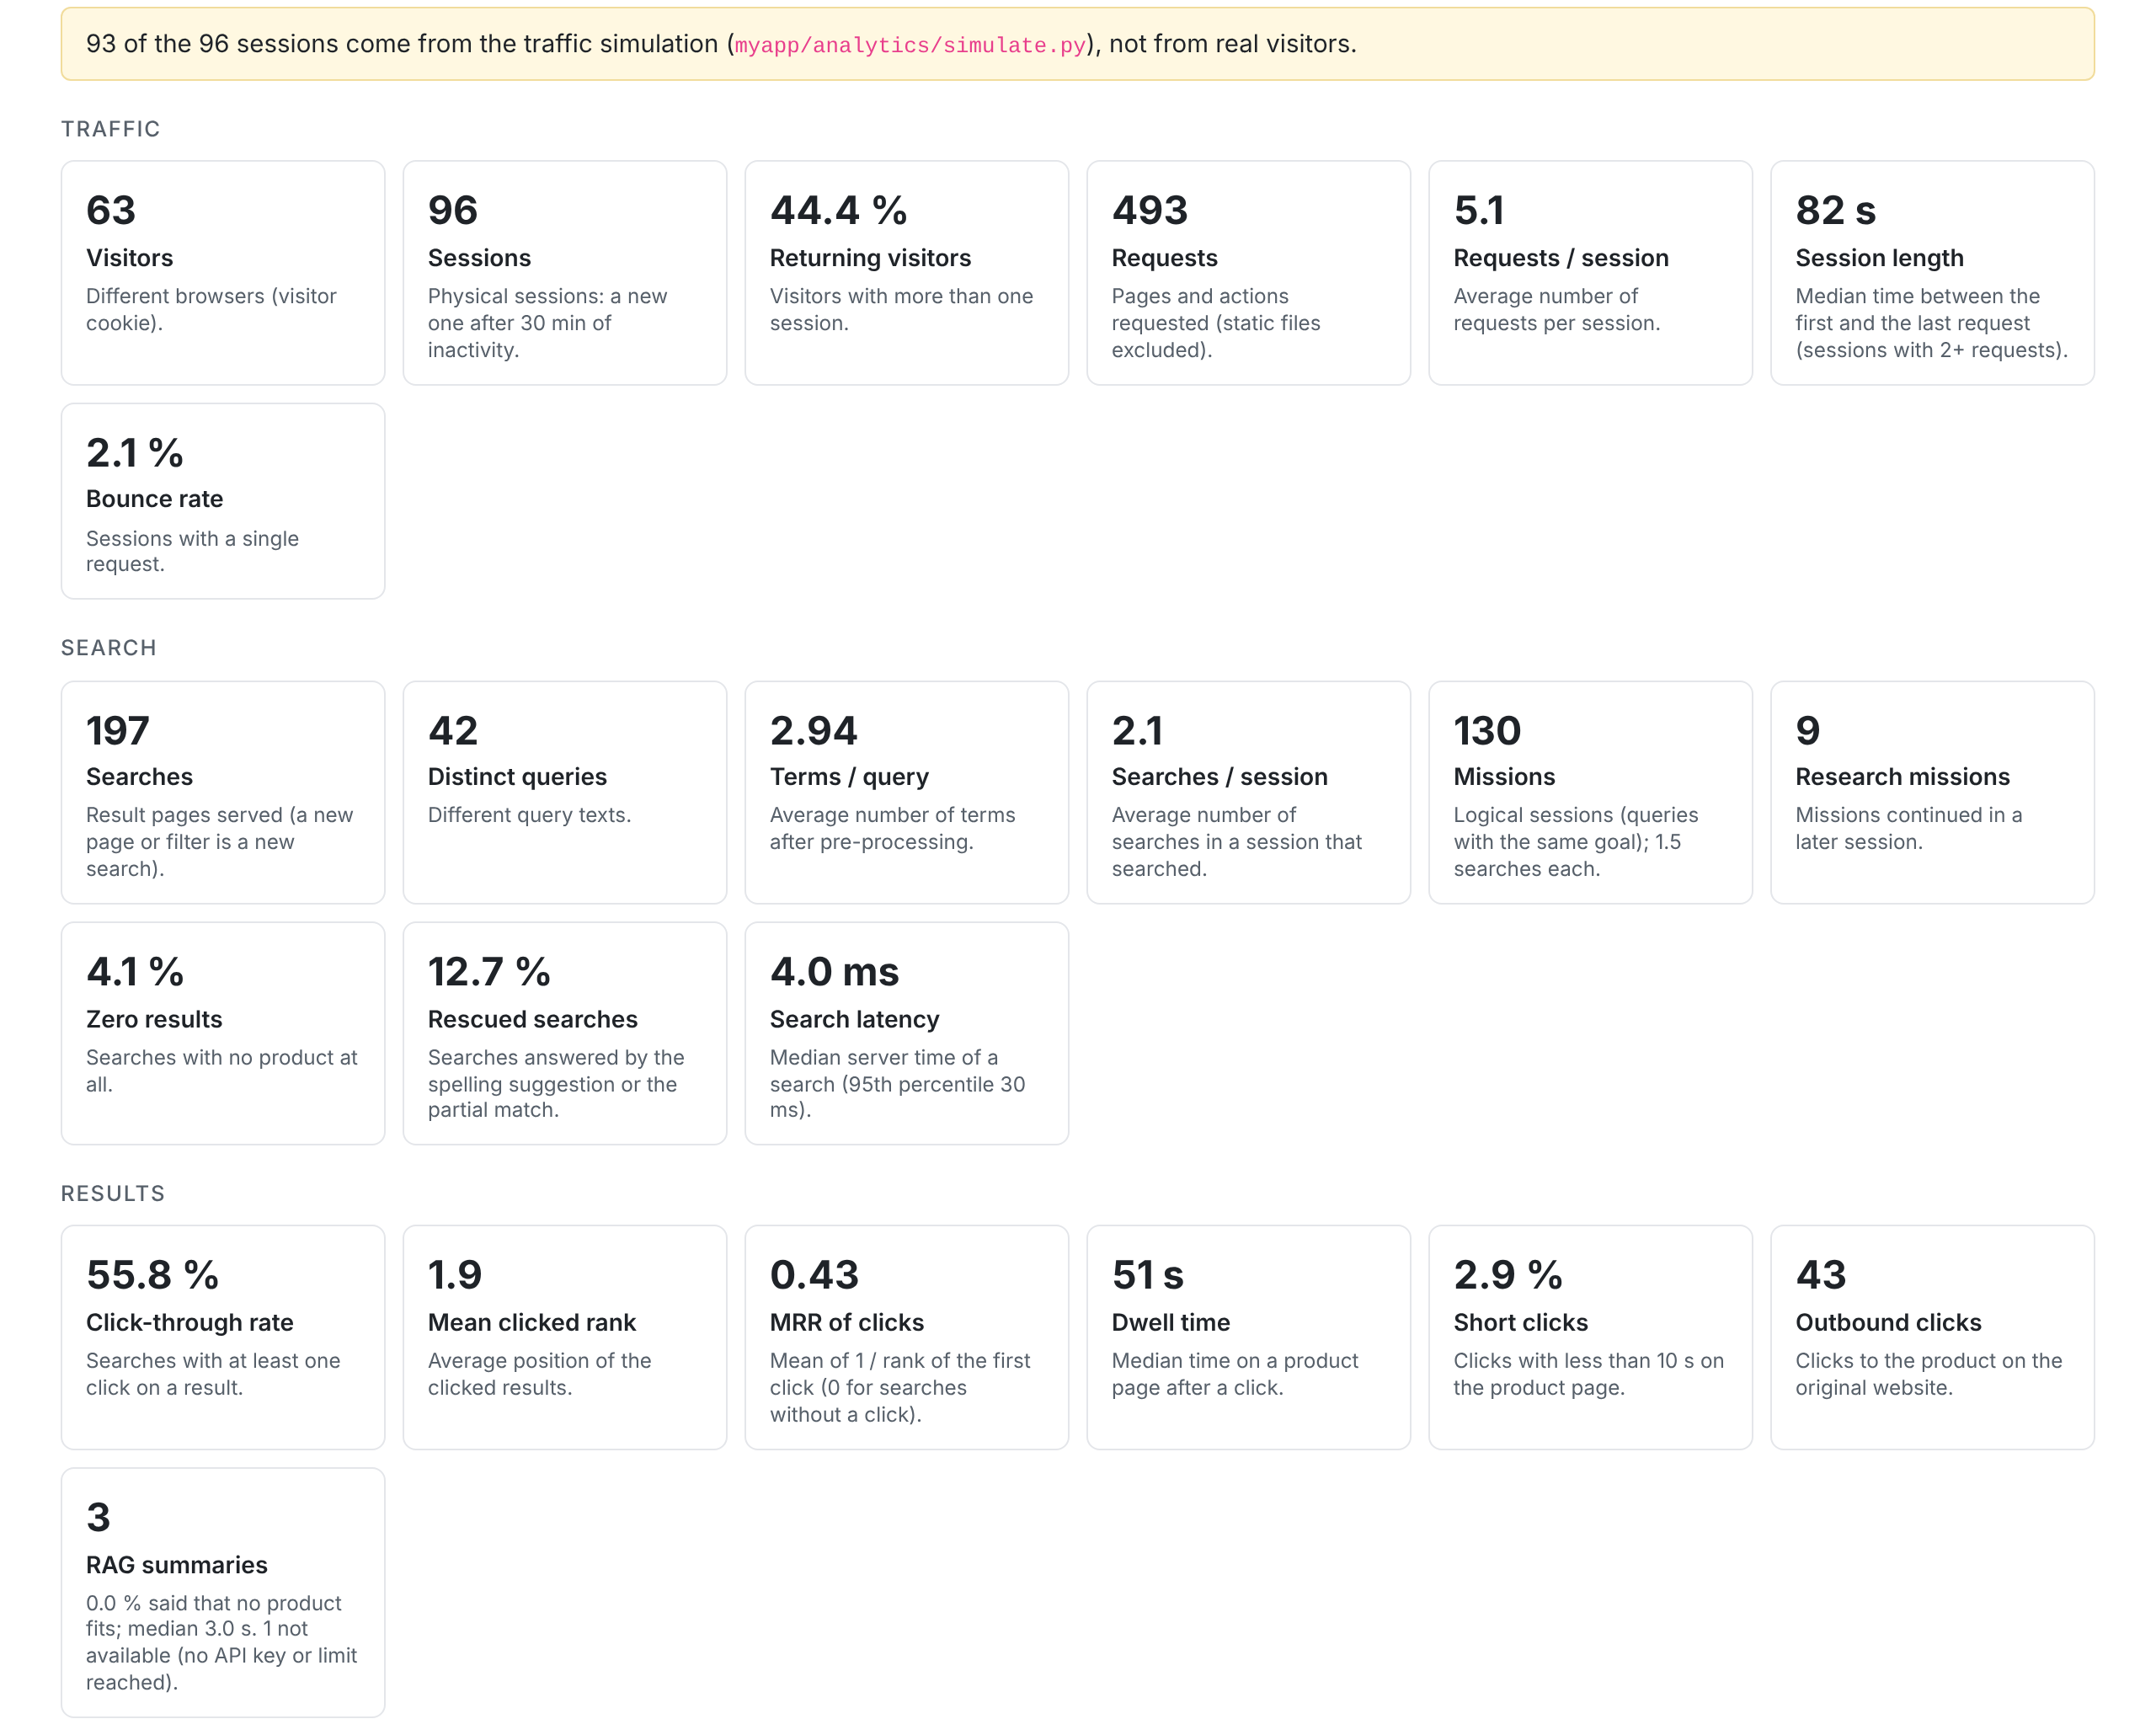 93 of the 96 sessions come from the traffic simulation (myapp/analytics/simulate.py), not from real visitors.
TRAFFIC
63
Visitors
Different browsers (visitor
cookie).
96
Sessions
Physical sessions: a new
one after 30 min of
inactivity.
44.4 %
Returning visitors
Visitors with more than one
session.
493
Requests
Pages and actions
requested (static files
excluded).
5.1
Requests / session
Average number of
requests per session.
82 s
Session length
Median time between the
first and the last request
(sessions with 2+ requests).
2.1 %
Bounce rate
Sessions with a single
request.
SEARCH
197
Searches
Result pages served (a new
page or filter is a new
search).
42
Distinct queries
Different query texts.
2.94
Terms / query
Average number of terms
after pre-processing.
2.1
Searches / session
Average number of
searches in a session that
searched.
130
Missions
Logical sessions (queries
with the same goal); 1.5
searches each.
9
Research missions
Missions continued in a
later session.
4.1 %
Zero results
Searches with no product at
all.
12.7 %
Rescued searches
Searches answered by the
spelling suggestion or the
partial match.
4.0 ms
Search latency
Median server time of a
search (95th percentile 30
ms).
RESULTS
55.8 %
Click-through rate
Searches with at least one
click on a result.
1.9
Mean clicked rank
Average position of the
clicked results.
0.43
MRR of clicks
Mean of 1 / rank of the first
click (0 for searches
without a click).
51 s
Dwell time
Median time on a product
page after a click.
2.9 %
Short clicks
Clicks with less than 10 s on
the product page.
43
Outbound clicks
Clicks to the product on the
original website.
3
RAG summaries
0.0 % said that no product
fits; median 3.0 s. 1 not
available (no API key or limit
reached).